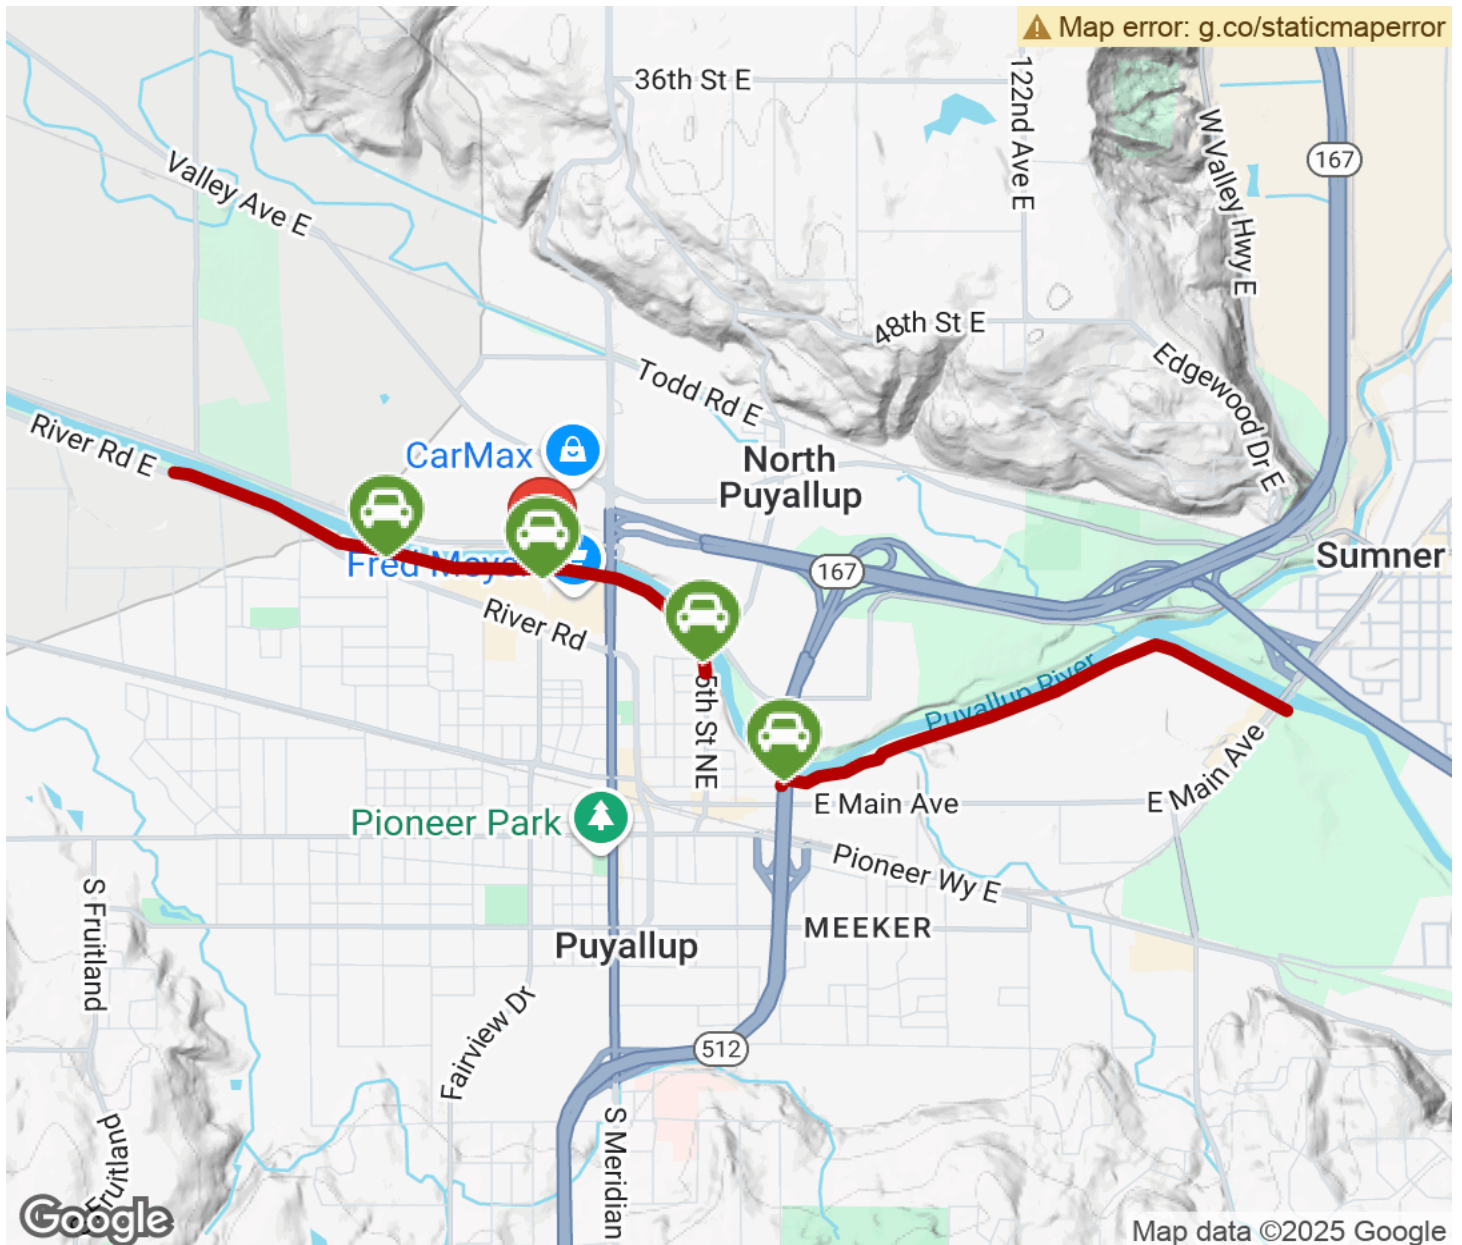 Map error: g.co/staticmaperror
36th St E
122nd Ave E
167
W Valley Hwy E
Valley Ave E
48th St E
Edgewood Dr E
Todd Rd E
River Rd E
CarMax
North
Puyallup
Sumner
167
Fred Meye
River Rd
5th St NE
Puyallup River
E Main Ave
E Main Ave
Pioneer Park
Pioneer Wy E
S Fruitland
MEEKER
Puyallup
Fairview Dr
512
S Meridian
Fruitland
Google
Map data ©2025 Google